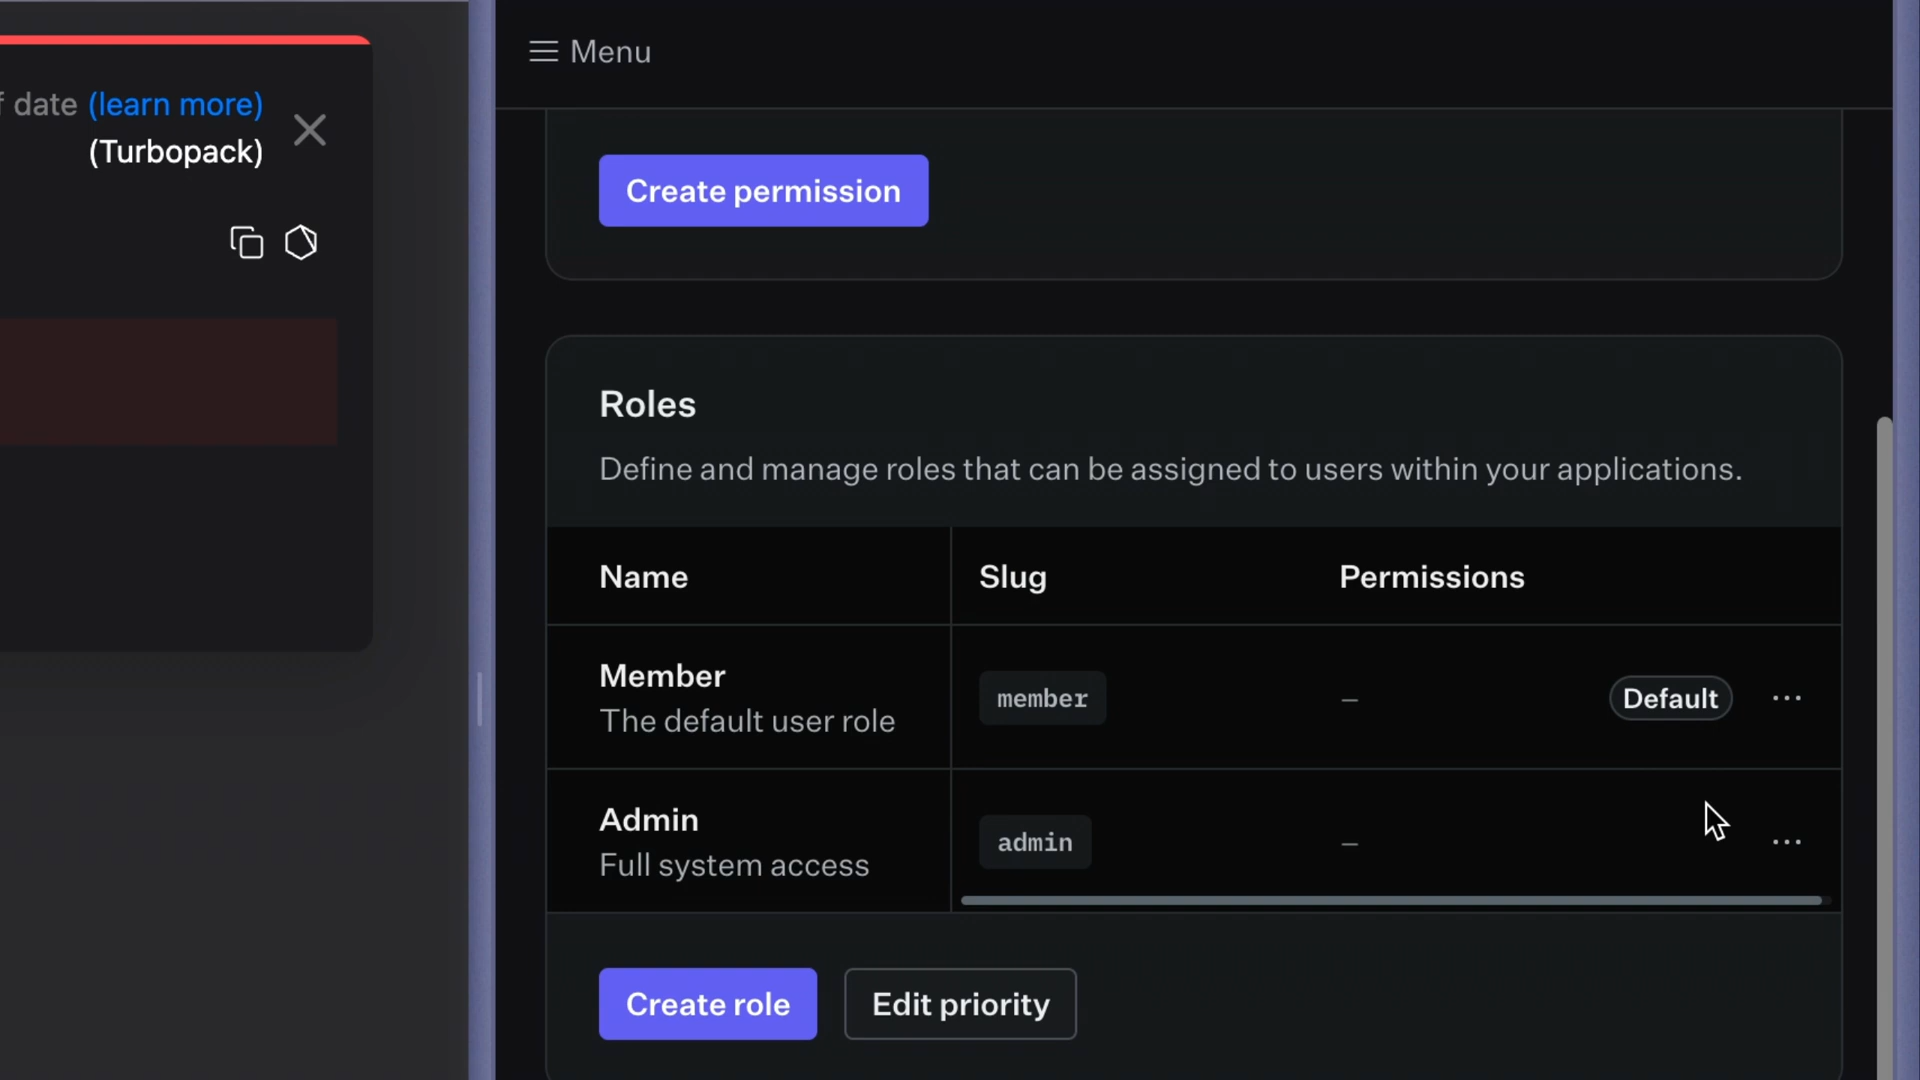 f date (learn more)
(Turbopack)
Menu
Create permission
Roles
Define and manage roles that can be assigned to users within your applications.
Name Slug Permissions
Member
The default user role
member – Default
Admin
Full system access
admin –
Create role Edit priority